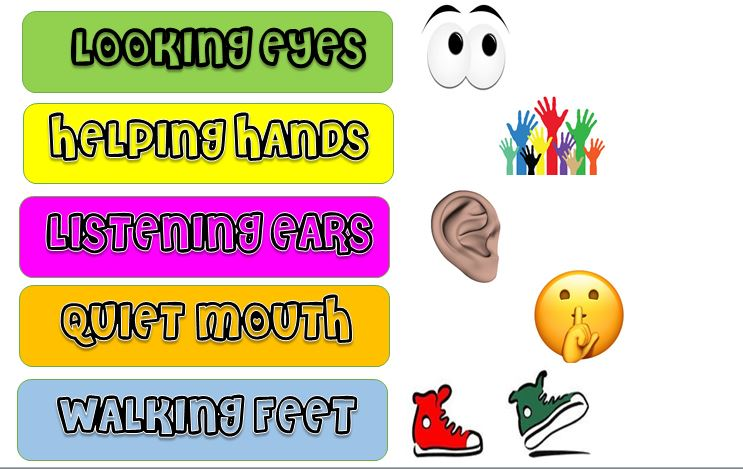 LOOKING EYES
HELPING HANDS
LISTENING EARS
QUIET MOUTH
WALKING FEET